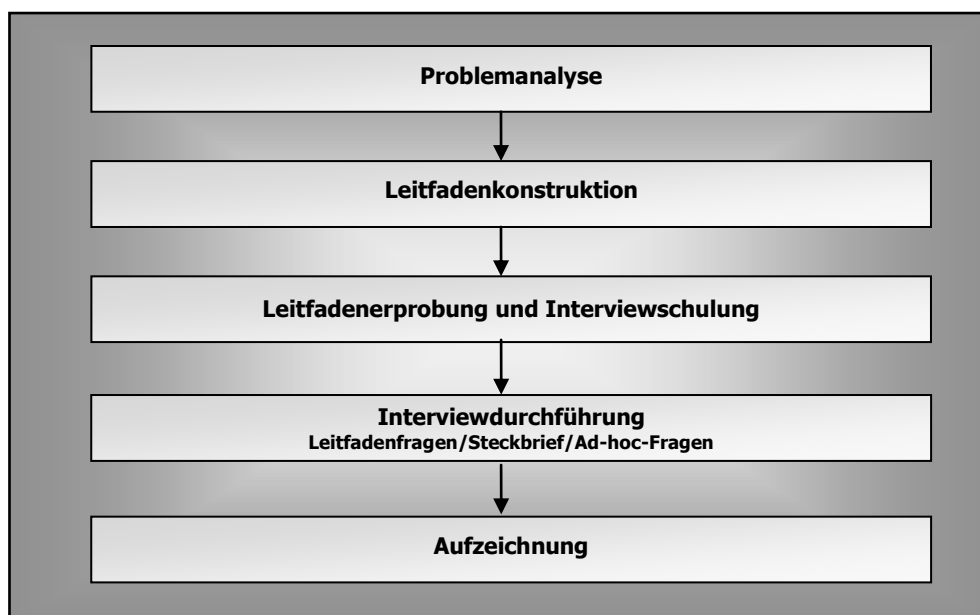 Problemanalyse
Leitfadenkonstruktion
Leitfadenerprobung und Interviewschulung
Interviewdurchführung
Leitfadenfragen/Steckbrief/Ad-hoc-Fragen
Aufzeichnung